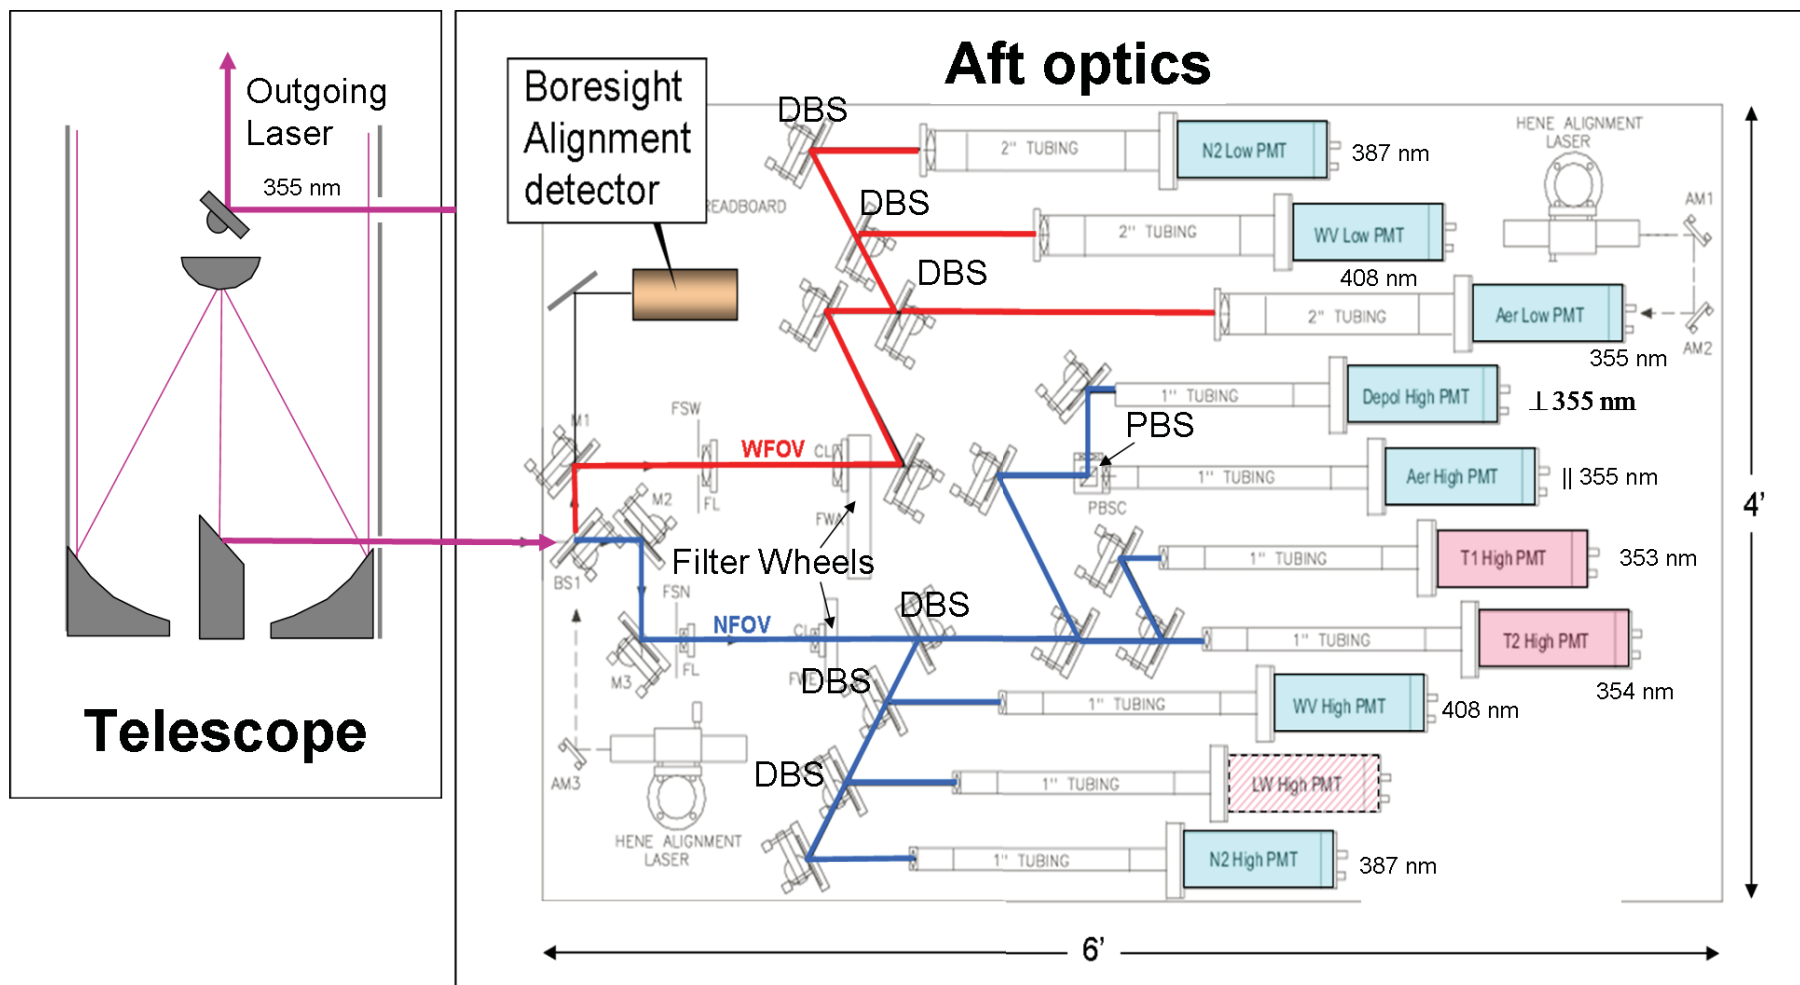 Outgoing
Laser
355 nm
Telescope
Aft optics
Boresight
Alignment
detector
READBOARD
DBS
2" TUBING
N2 Low PMT
387 nm
HENE ALIGNMENT
LASER
AM1
DBS
2" TUBING
WV Low PMT
408 nm
DBS
2" TUBING
Aer Low PMT
355 nm
AM2
1" TUBING
Depol High PMT
⊥355 nm
M1
FSW
WFOV
CL
FL
PBS
1" TUBING
Aer High PMT
|| 355 nm
PBSC
M2
FWA
Filter Wheels
BS1
1" TUBING
T1 High PMT
353 nm
FSN
NFOV
CL
FL
M3
DBS
1" TUBING
T2 High PMT
354 nm
FWE
DBS
1" TUBING
WV High PMT
408 nm
AM3
HENE ALIGNMENT
LASER
DBS
1" TUBING
LW High PMT
1" TUBING
N2 High PMT
387 nm
4’
6’